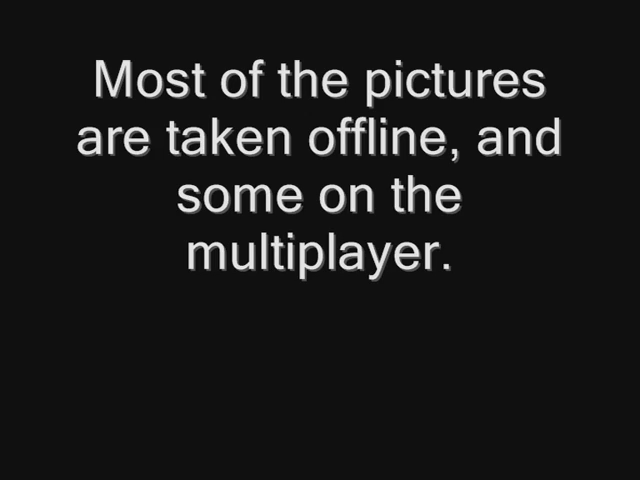 Most of the pictures
are taken offline, and
some on the
multiplayer.